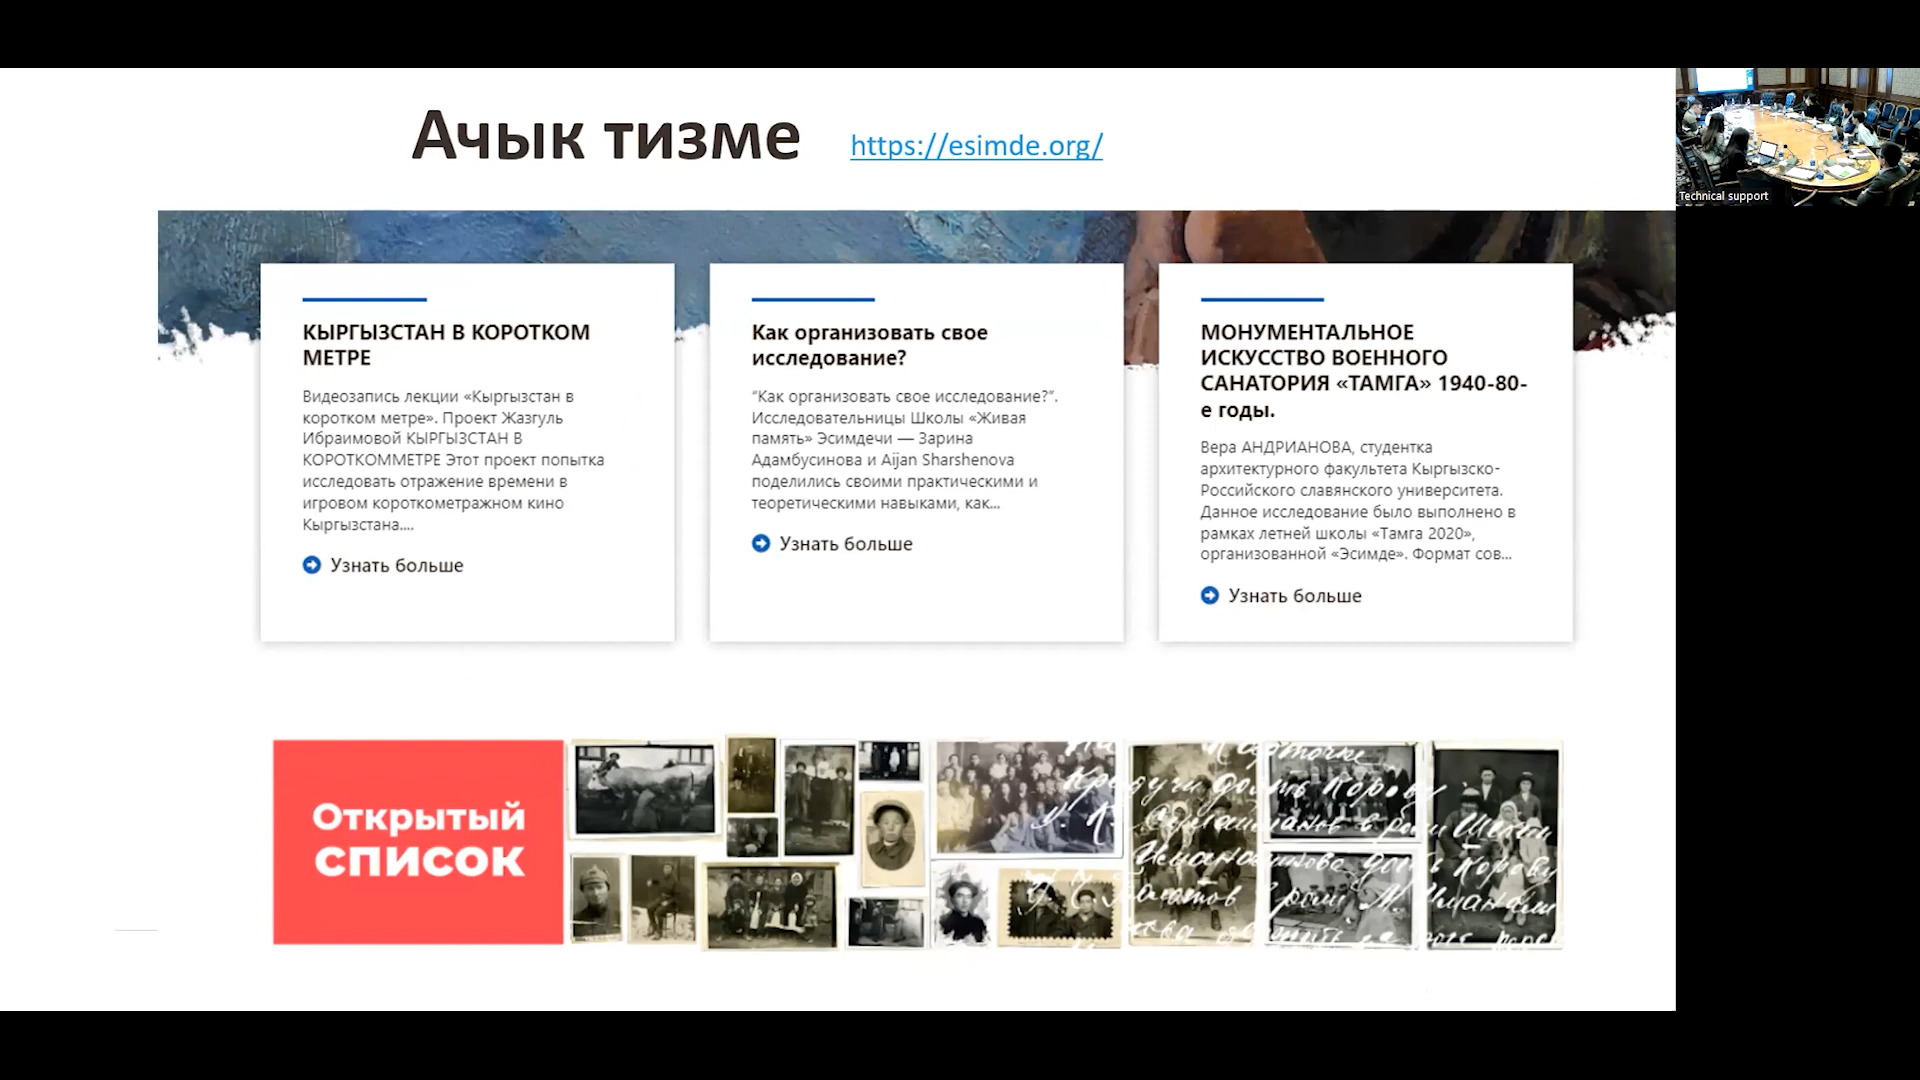 Ачык тизме https://esimde.org/
Technical support
КЫРГЫЗСТАН В КОРОТКОМ
МЕТРЕ
Видеозапись лекции «Кыргызстан в
коротком метре». Проект Жазгуль
Ибраимовой КЫРГЫЗСТАН В
КОРОТКОММЕТРЕ Этот проект попытка
исследовать отражение времени в
игровом короткометражном кино
Кыргызстана....
Узнать больше
Как организовать свое
исследование?
“Как организовать свое исследование?”.
Исследовательницы Школы «Живая
память» Эсимдечи — Зарина
Адамбусинова и Aijan Sharshenova
поделились своими практическими и
теоретическими навыками, как...
Узнать больше
МОНУМЕНТАЛЬНОЕ
ИСКУССТВО ВОЕННОГО
САНАТОРИЯ «ТАМГА» 1940-80-
е годы.
Вера АНДРИАНОВА, студентка
архитектурного факультета Кыргызско-
Российского славянского университета.
Данное исследование было выполнено в
рамках летней школы «Тамга 2020»,
организованной «Эсимде». Формат сов...
Узнать больше
Открытый
список